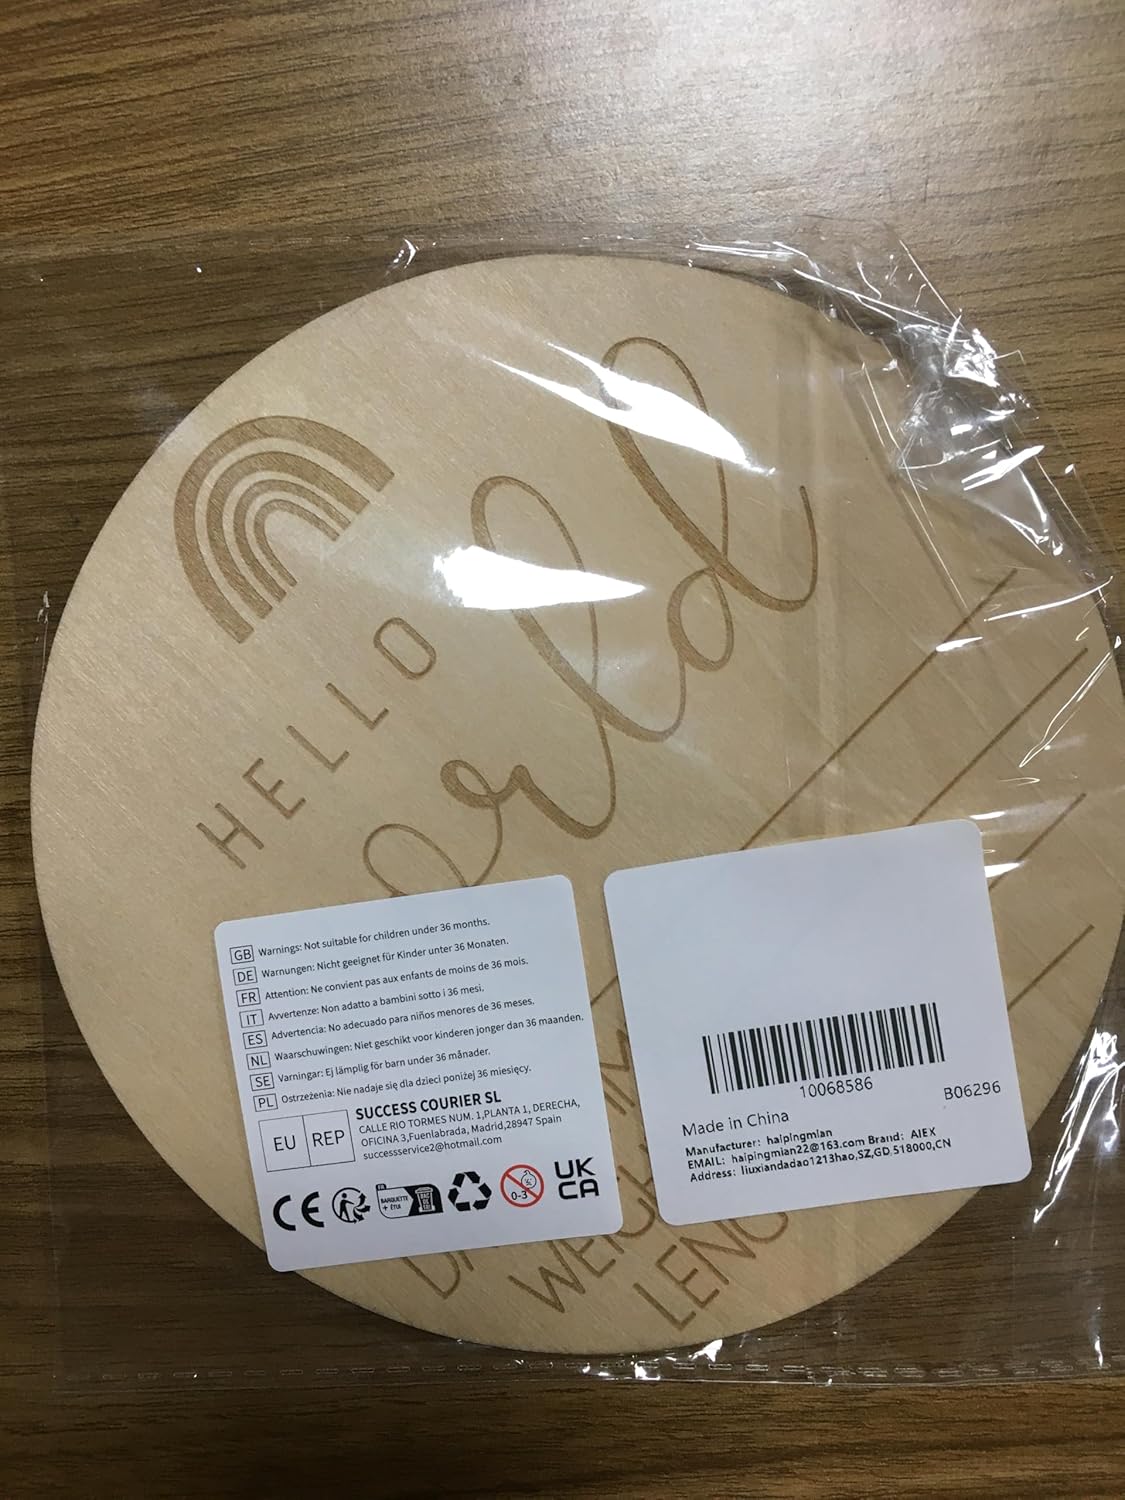 HELLO
GB Warnings: Not suitable for children under 36 months.
DE Warnungen: Nicht geeignet für Kinder unter 36 Monaten.
FR Attention: Ne convient pas aux enfants de moins de 36 mois.
IT Avvertenze: Non adatto a bambini sotto i 36 mesi.
ES Advertencia: No adecuado para niños menores de 36 meses.
NL Waarschuwingen: Niet geschikt voor kinderen jonger dan 36 maanden.
SE Varningar: Ej lämplig för barn under 36 månader.
PL Ostrzeżenia: Nie nadaje się dla dzieci poniżej 36 miesięcy.
EU REP
SUCCESS COURIER SL
CALLE RIO TORMES NUM. 1,PLANTA 1, DERECHA,
OFICINA 3,Fuenlabrada, Madrid,28947 Spain
successservice2@hotmail.com
CE
FR
BARQUETTE
+ ÉTUI
0-3
UK
CA
10068586
B06296
Made in China
Manufacturer: haipingmian
EMAIL: haipingmian22@163.com Brand: AIEX
Address: liuxiandadao1213hao,SZ,GD.518000,CN